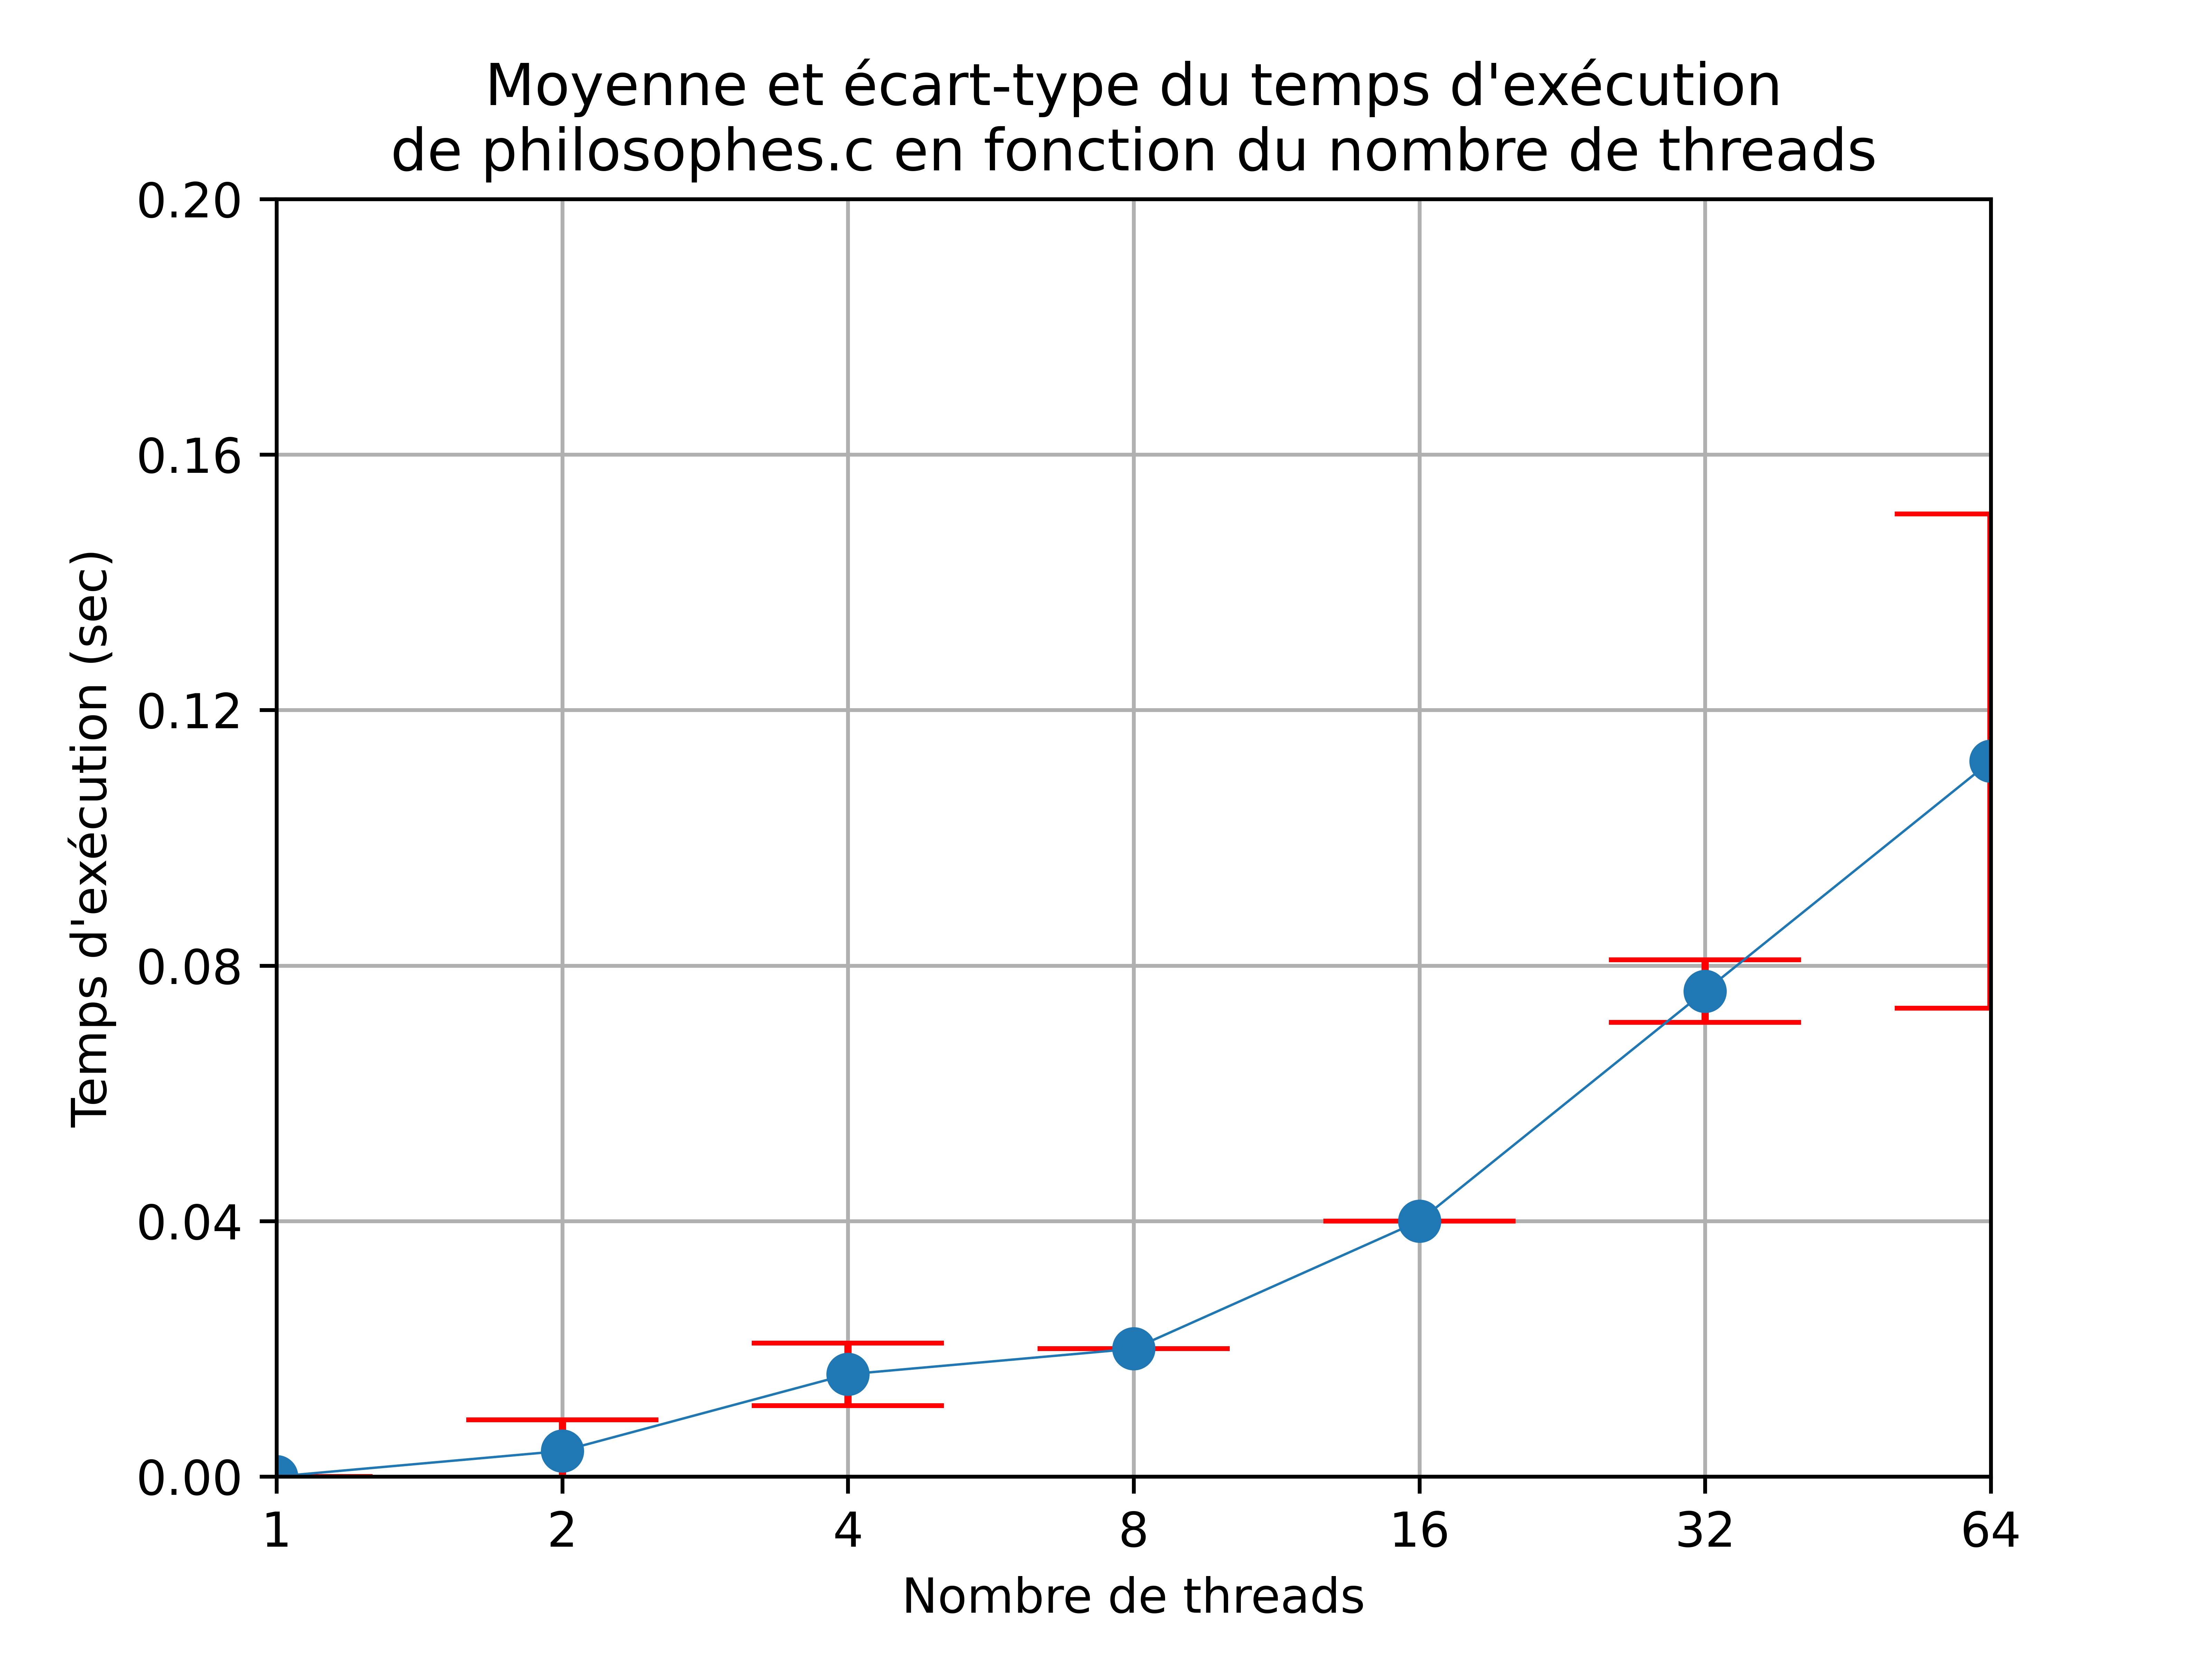 Moyenne et écart-type du temps d'exécution
de philosophes.c en fonction du nombre de threads
0.20
0.16
0.12
0.08
0.04
0.00
Temps d'exécution (sec)
1 2 4 8 16 32 64
Nombre de threads